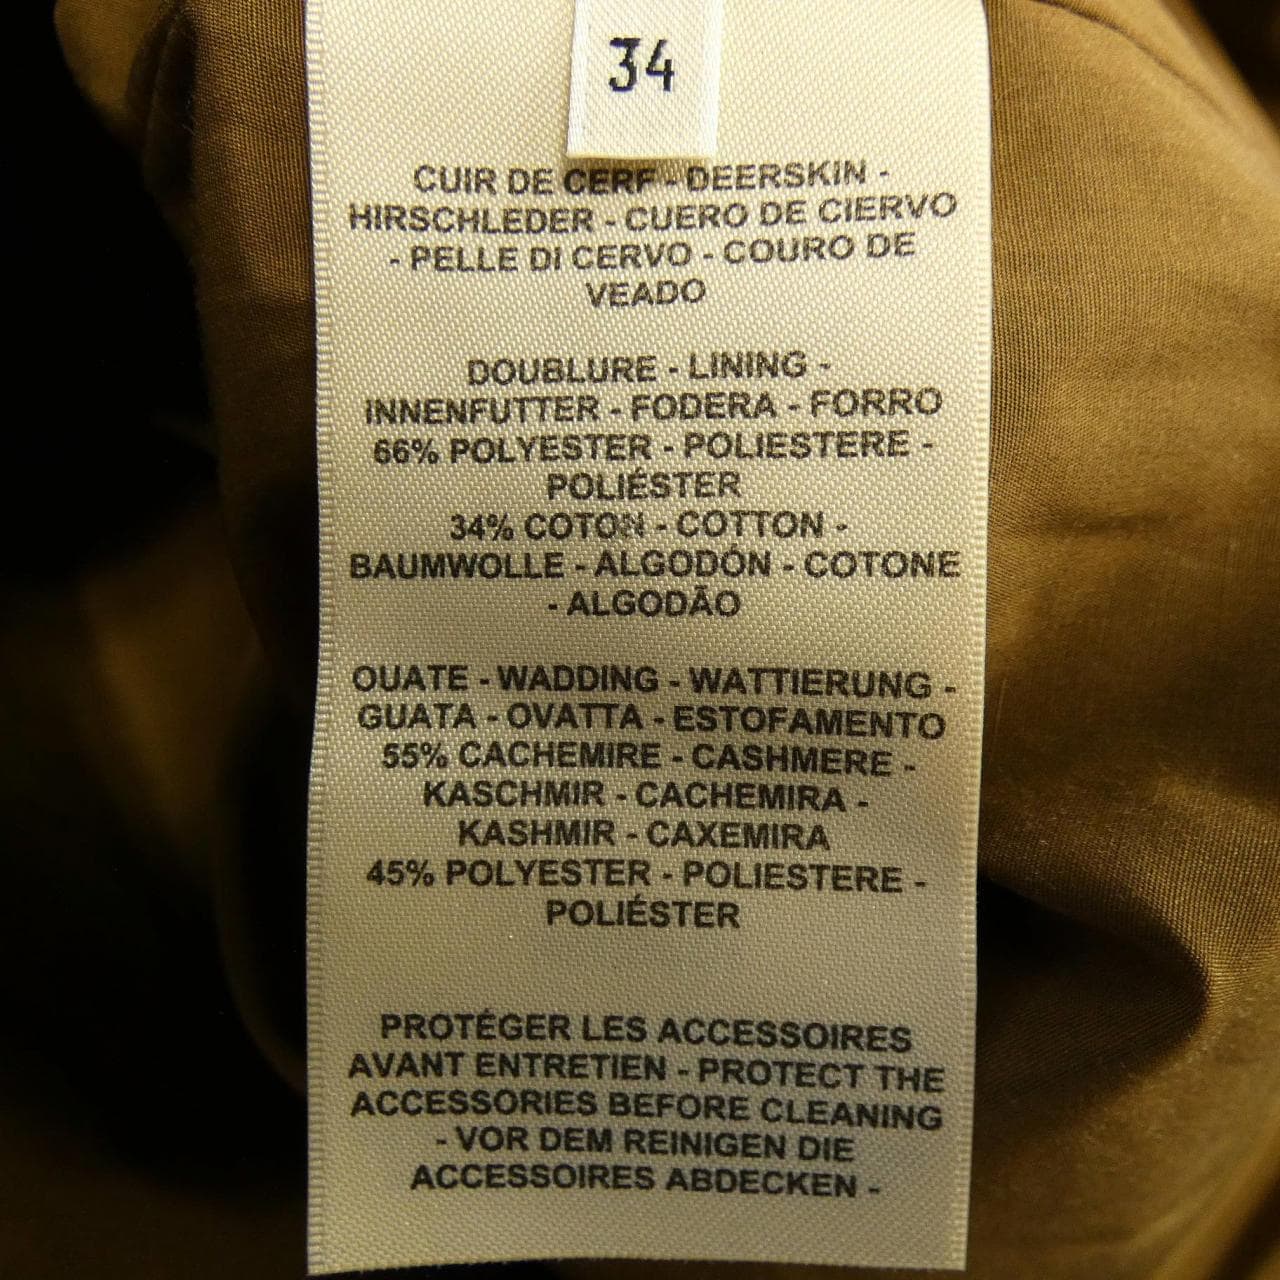 34
CUIR DE CERF - DEERSKIN -
HIRSCHLEDER - CUERO DE CIERVO
- PELLE DI CERVO - COURO DE
VEADO
DOUBLURE - LINING -
INNENFUTTER - FODERA - FORRO
66% POLYESTER - POLIESTERE -
POLIÉSTER
34% COTON - COTTON -
BAUMWOLLE - ALGODÓN - COTONE
- ALGODÃO
OUATE - WADDING - WATTIERUNG -
GUATA - OVATTA - ESTOFAMENTO
55% CACHEMIRE - CASHMERE -
KASCHMIR - CACHEMIRA -
KASHMIR - CAXEMIRA
45% POLYESTER - POLIESTERE -
POLIÉSTER
PROTÉGER LES ACCESSOIRES
AVANT ENTRETIEN - PROTECT THE
ACCESSORIES BEFORE CLEANING
- VOR DEM REINIGEN DIE
ACCESSOIRES ABDECKEN -